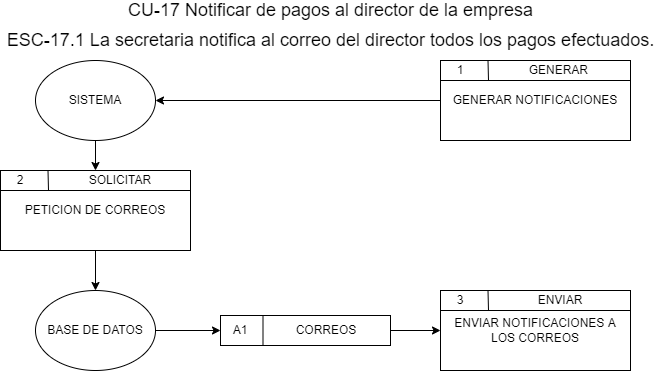 CU-17 Notificar de pagos al director de la empresa
ESC-17.1 La secretaria notifica al correo del director todos los pagos efectuados.
SISTEMA
1 GENERAR
GENERAR NOTIFICACIONES
2 SOLICITAR
PETICION DE CORREOS
BASE DE DATOS
A1 CORREOS
3 ENVIAR
ENVIAR NOTIFICACIONES A
LOS CORREOS